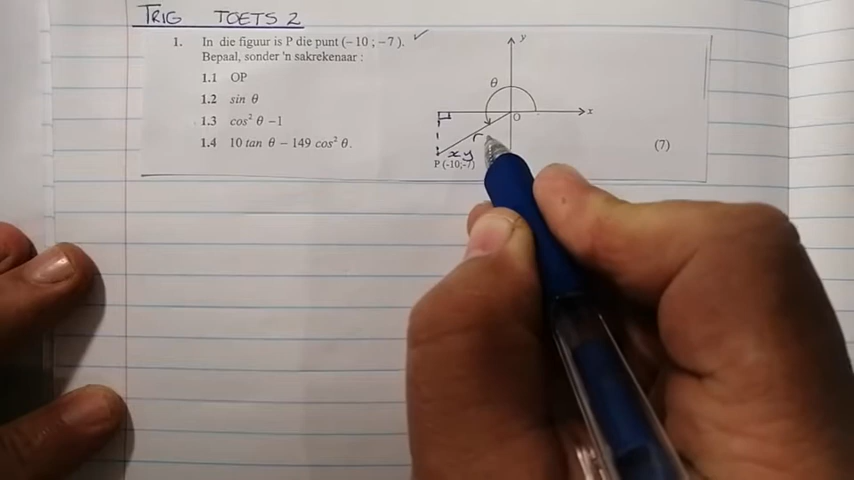 TRIG TOETS 2
1. In die figuur is P die punt (−10 ; −7).
Bepaal, sonder 'n sakrekenaar :
1.1 OP
1.2 sin θ
1.3 cos² θ −1
1.4 10 tan θ − 149 cos² θ.
(7)
y
θ
x
O
r
x y
P (-10;-7)